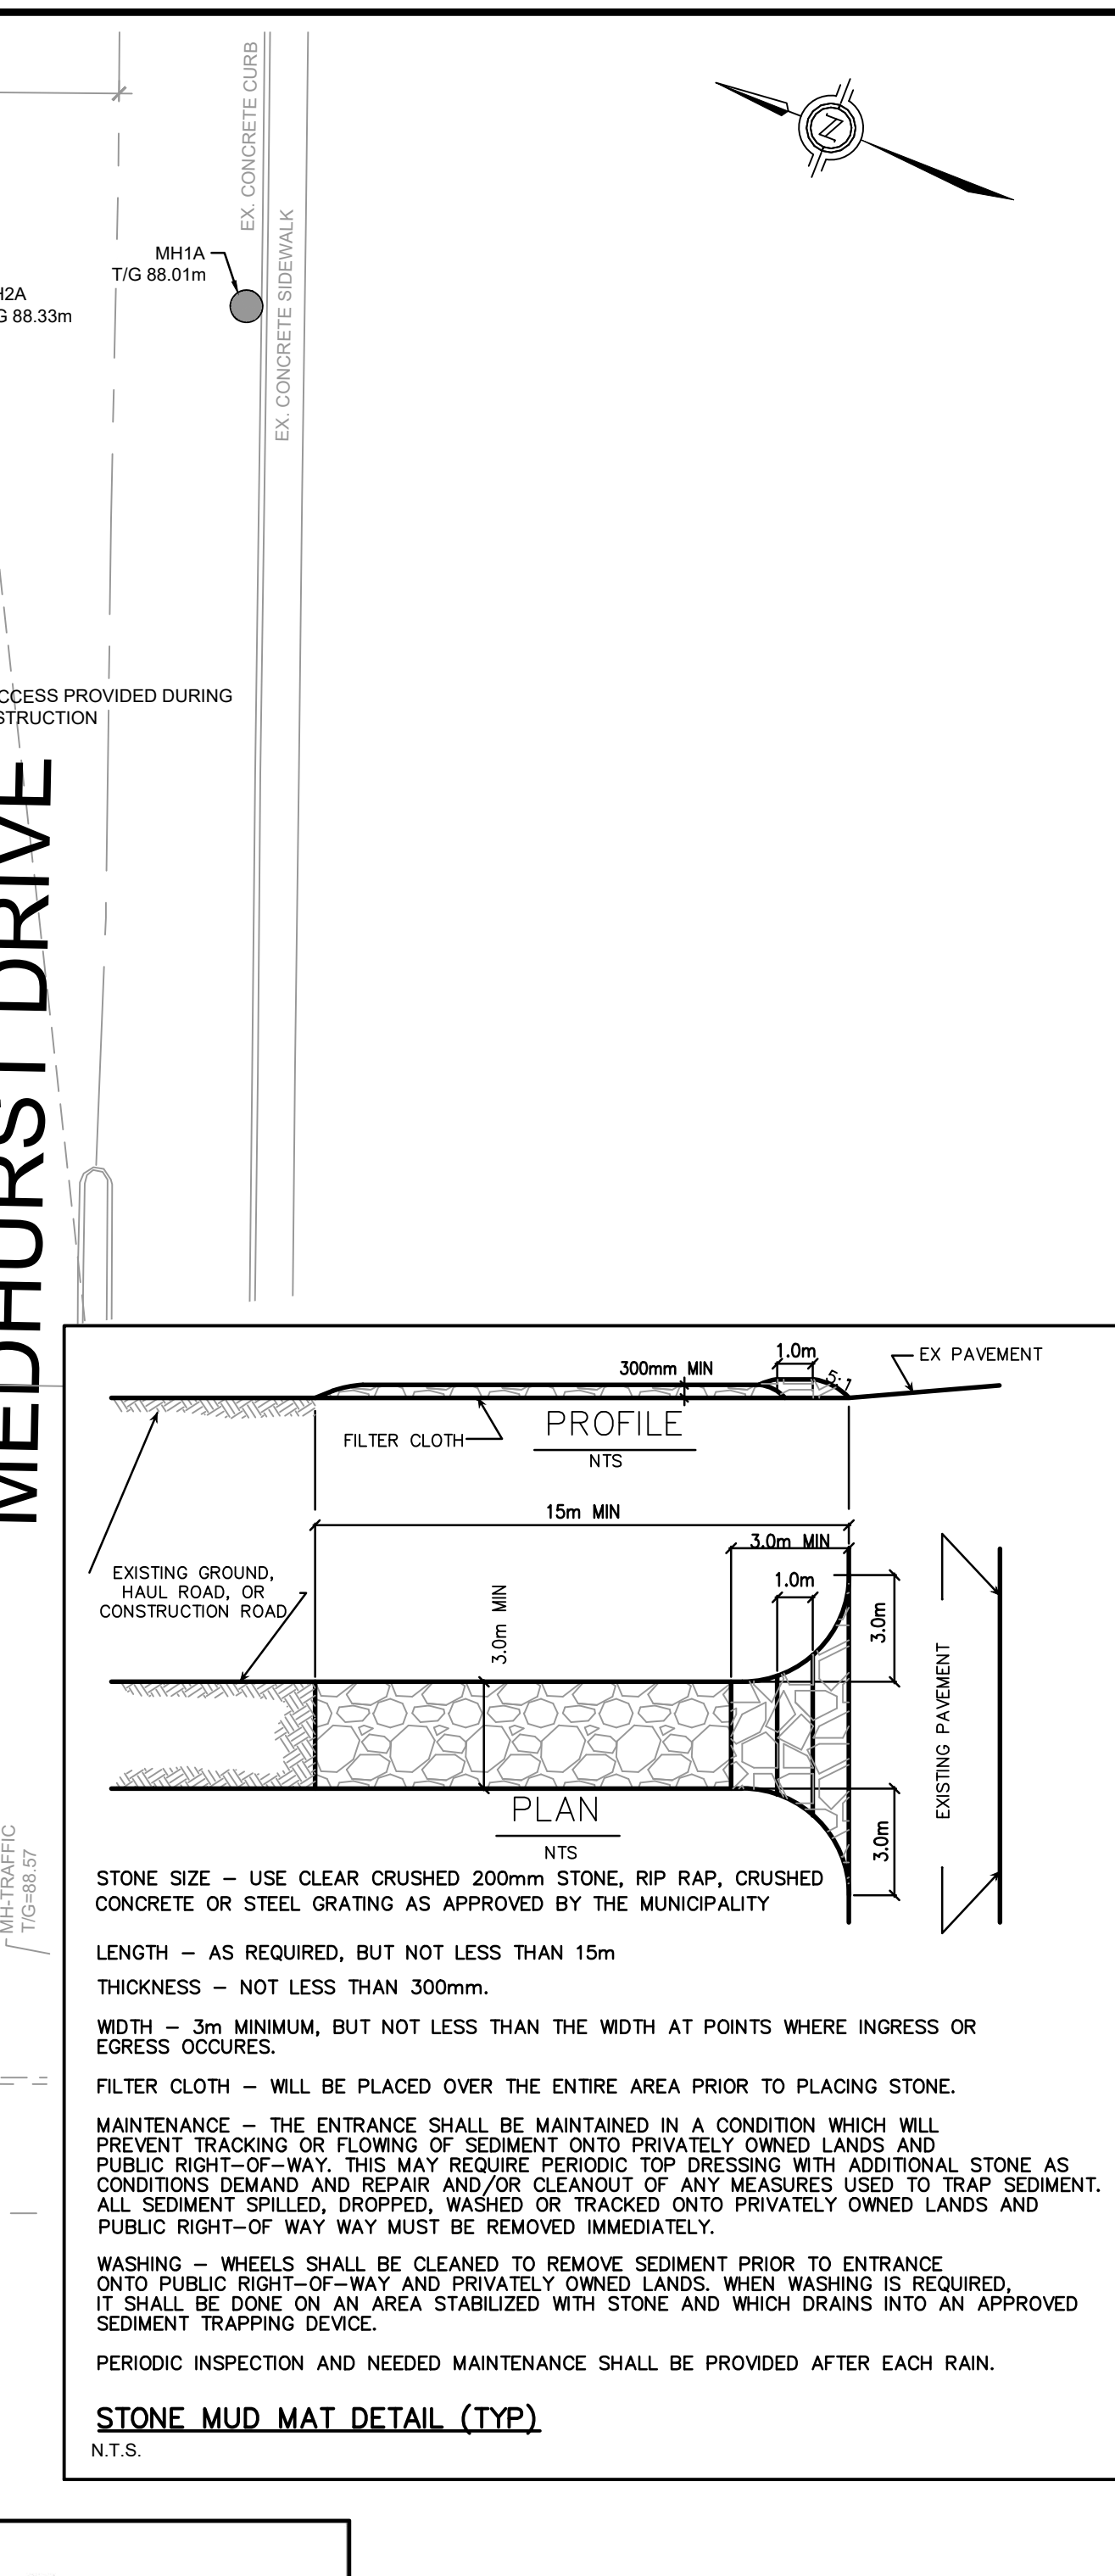 EX. CONCRETE CURB
EX. CONCRETE SIDEWALK
N
MH1A
T/G 88.01m
H2A
G 88.33m
CCESS PROVIDED DURING
STRUCTION
MEDHURST DRIVE
MH-TRAFFIC
T/G=88.57
1.0m
300mm MIN
5:1
EX PAVEMENT
FILTER CLOTH
PROFILE
NTS
15m MIN
3.0m MIN
1.0m
EXISTING GROUND,
HAUL ROAD, OR
CONSTRUCTION ROAD
3.0m MIN
3.0m
EXISTING PAVEMENT
3.0m
PLAN
NTS
STONE SIZE – USE CLEAR CRUSHED 200mm STONE, RIP RAP, CRUSHED
CONCRETE OR STEEL GRATING AS APPROVED BY THE MUNICIPALITY
LENGTH – AS REQUIRED, BUT NOT LESS THAN 15m
THICKNESS – NOT LESS THAN 300mm.
WIDTH – 3m MINIMUM, BUT NOT LESS THAN THE WIDTH AT POINTS WHERE INGRESS OR
EGRESS OCCURES.
FILTER CLOTH – WILL BE PLACED OVER THE ENTIRE AREA PRIOR TO PLACING STONE.
MAINTENANCE – THE ENTRANCE SHALL BE MAINTAINED IN A CONDITION WHICH WILL
PREVENT TRACKING OR FLOWING OF SEDIMENT ONTO PRIVATELY OWNED LANDS AND
PUBLIC RIGHT–OF–WAY. THIS MAY REQUIRE PERIODIC TOP DRESSING WITH ADDITIONAL STONE AS
CONDITIONS DEMAND AND REPAIR AND/OR CLEANOUT OF ANY MEASURES USED TO TRAP SEDIMENT.
ALL SEDIMENT SPILLED, DROPPED, WASHED OR TRACKED ONTO PRIVATELY OWNED LANDS AND
PUBLIC RIGHT–OF WAY WAY MUST BE REMOVED IMMEDIATELY.
WASHING – WHEELS SHALL BE CLEANED TO REMOVE SEDIMENT PRIOR TO ENTRANCE
ONTO PUBLIC RIGHT–OF–WAY AND PRIVATELY OWNED LANDS. WHEN WASHING IS REQUIRED,
IT SHALL BE DONE ON AN AREA STABILIZED WITH STONE AND WHICH DRAINS INTO AN APPROVED
SEDIMENT TRAPPING DEVICE.
PERIODIC INSPECTION AND NEEDED MAINTENANCE SHALL BE PROVIDED AFTER EACH RAIN.
STONE MUD MAT DETAIL (TYP)
N.T.S.